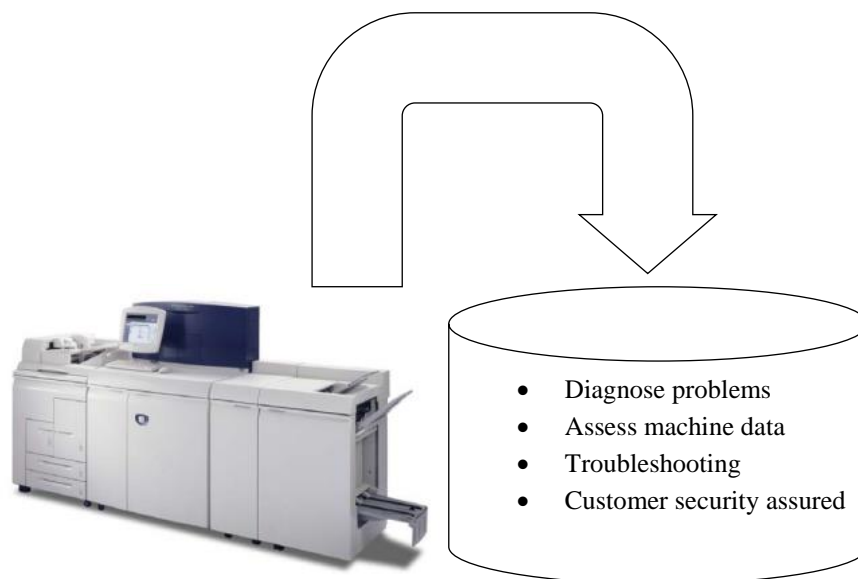 • Diagnose problems
• Assess machine data
• Troubleshooting
• Customer security assured